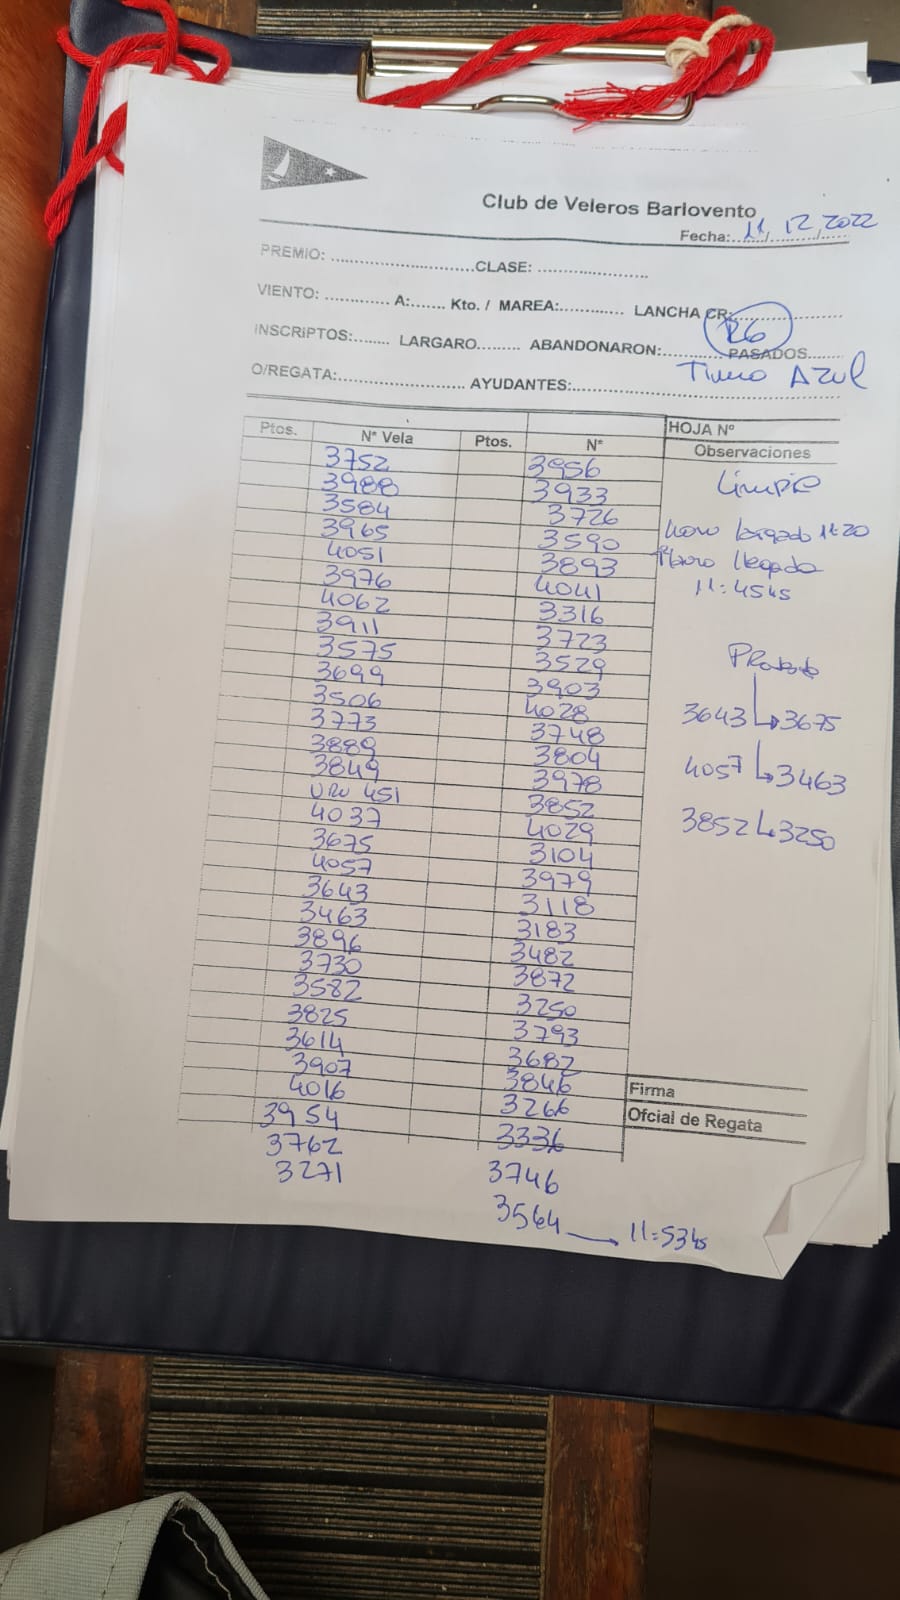 Club de Veleros Barlovento
Fecha: 11/12/2022
PREMIO: ............................CLASE: ......................
VIENTO: ............. A:....... Kto. / MAREA:............ LANCHA CR:....................
R6
INSCRIPTOS:....... LARGARO......... ABANDONARON:............PASADOS.......
O/REGATA:......................... AYUDANTES:....................
Timo Azul
HOJA Nº
Ptos. Nº Vela Ptos. Nº Observaciones
3752 3956
3988 3933
3584 3726
3965 3590
4051 3893
3976 4041
4062 3316
3911 3723
3575 3529
3699 3903
3506 4028
3773 3748
3889 3804
3849 3978
URU 451 3852
4037 4029
3675 3104
4057 3979
3643 3118
3463 3183
3896 3482
3730 3872
3582 3250
3825 3793
3614 3682
3907 3846
4016 3266
3954 3336
3762 3746
3271 3564 → 11:53hs
Limpie
Hora largada 11:20
Hora llegada
11:45hs
3643 ↳ 3675
4057 ↳ 3463
3852 ↳ 3250
Firma
Ofcial de Regata